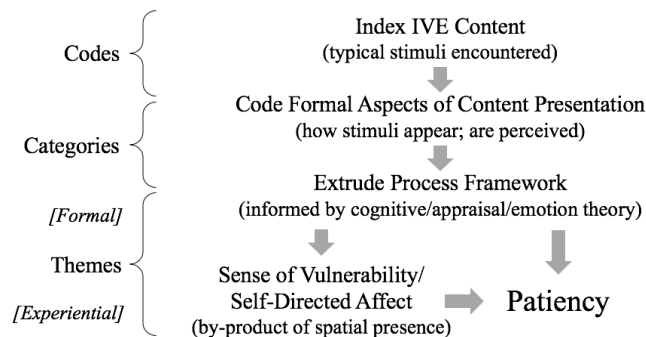 Codes
Index IVE Content
(typical stimuli encountered)
Categories
Code Formal Aspects of Content Presentation
(how stimuli appear; are perceived)
[Formal]
Extrude Process Framework
(informed by cognitive/appraisal/emotion theory)
Themes
[Experiential]
Sense of Vulnerability/
Self-Directed Affect
(by-product of spatial presence)
Patiency